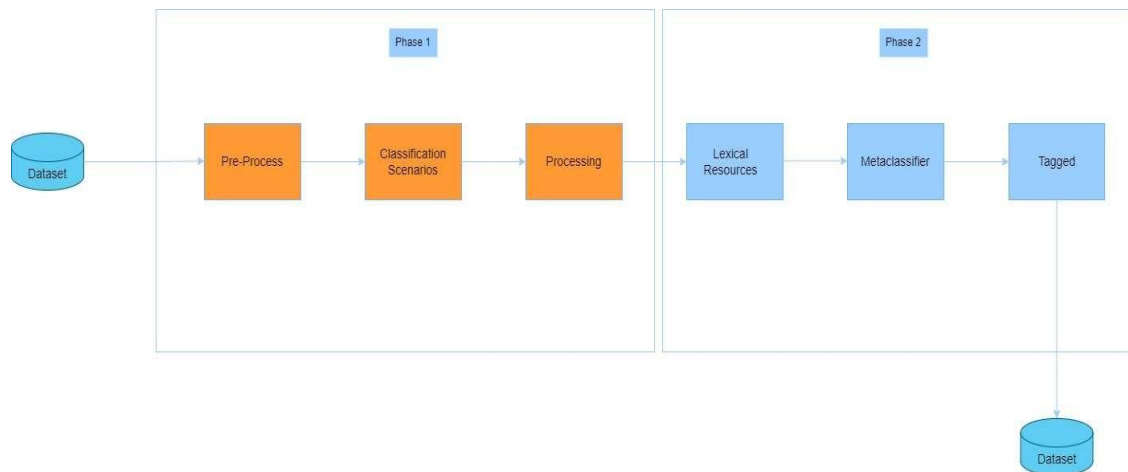 Phase 1
Phase 2
Dataset
Pre-Process
Classification
Scenarios
Processing
Lexical
Resources
Metaclassifier
Tagged
Dataset